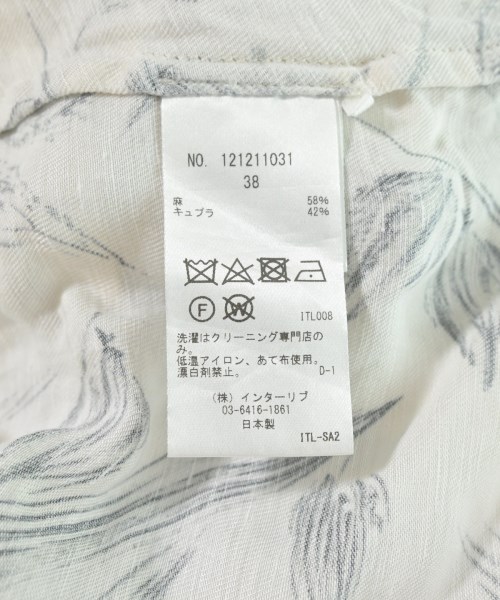 NO. 121211031
38
麻 58%
キュプラ 42%
F W ITL008
洗濯はクリーニング専門店の
み。
低温アイロン、あて布使用。
漂白剤禁止。 D-1
(株) インターリブ
03-6416-1861
日本製
ITL-SA2